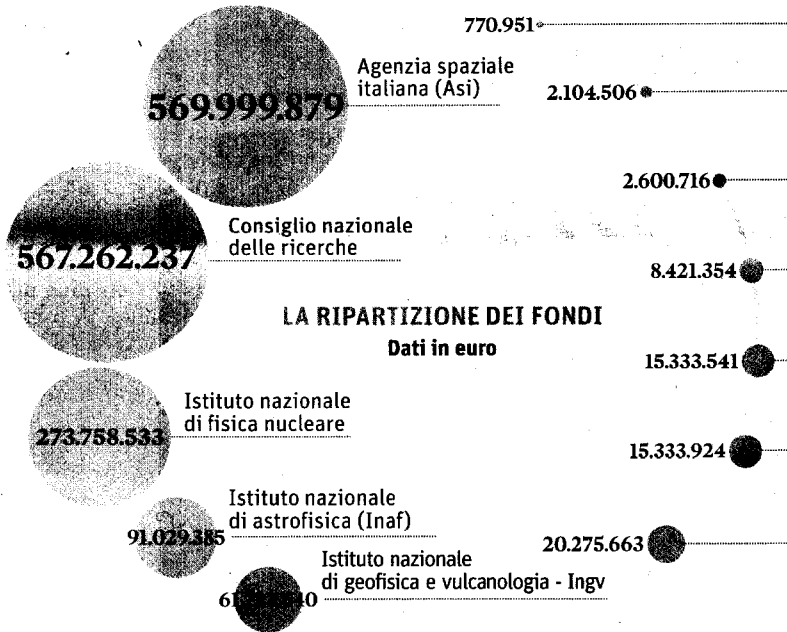 770.951
Agenzia spaziale
italiana (Asi)
569.999.879
2.104.506
2.600.716
Consiglio nazionale
delle ricerche
567.262.237
8.421.354
LA RIPARTIZIONE DEI FONDI
Dati in euro
15.333.541
Istituto nazionale
di fisica nucleare
273.758.533
15.333.924
Istituto nazionale
di astrofisica (Inaf)
91.029.385
20.275.663
Istituto nazionale
di geofisica e vulcanologia - Ingv